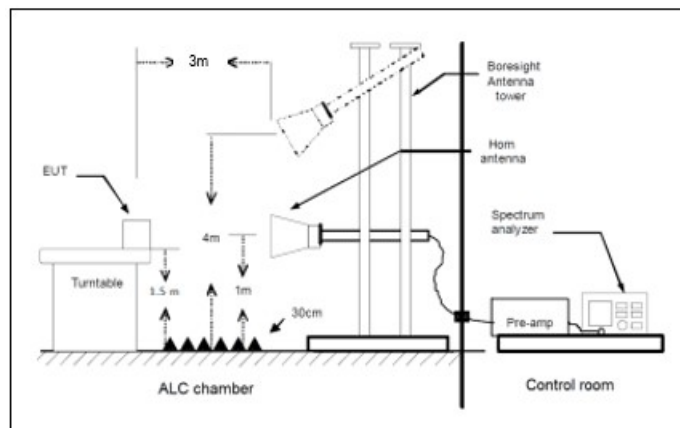 3m
Boresight
Antenna
tower
Horn
antenna
EUT
Spectrum
analyzer
4m
Turntable
1.5 m
1m
30cm
Pre-amp
ALC chamber
Control room